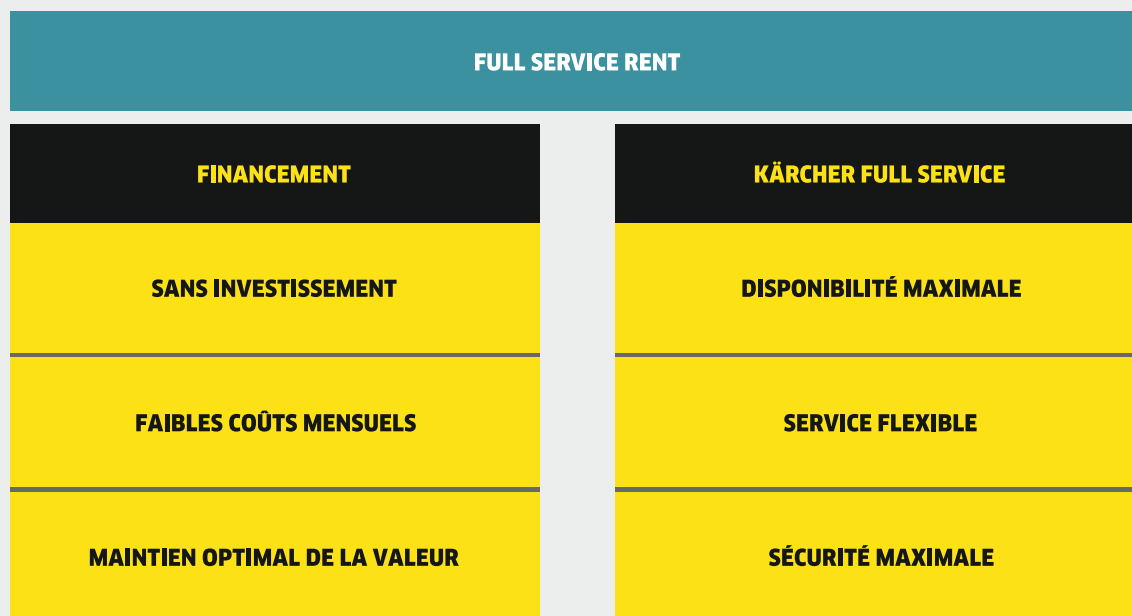 FULL SERVICE RENT
FINANCEMENT
SANS INVESTISSEMENT
FAIBLES COÛTS MENSUELS
MAINTIEN OPTIMAL DE LA VALEUR
KÄRCHER FULL SERVICE
DISPONIBILITÉ MAXIMALE
SERVICE FLEXIBLE
SÉCURITÉ MAXIMALE